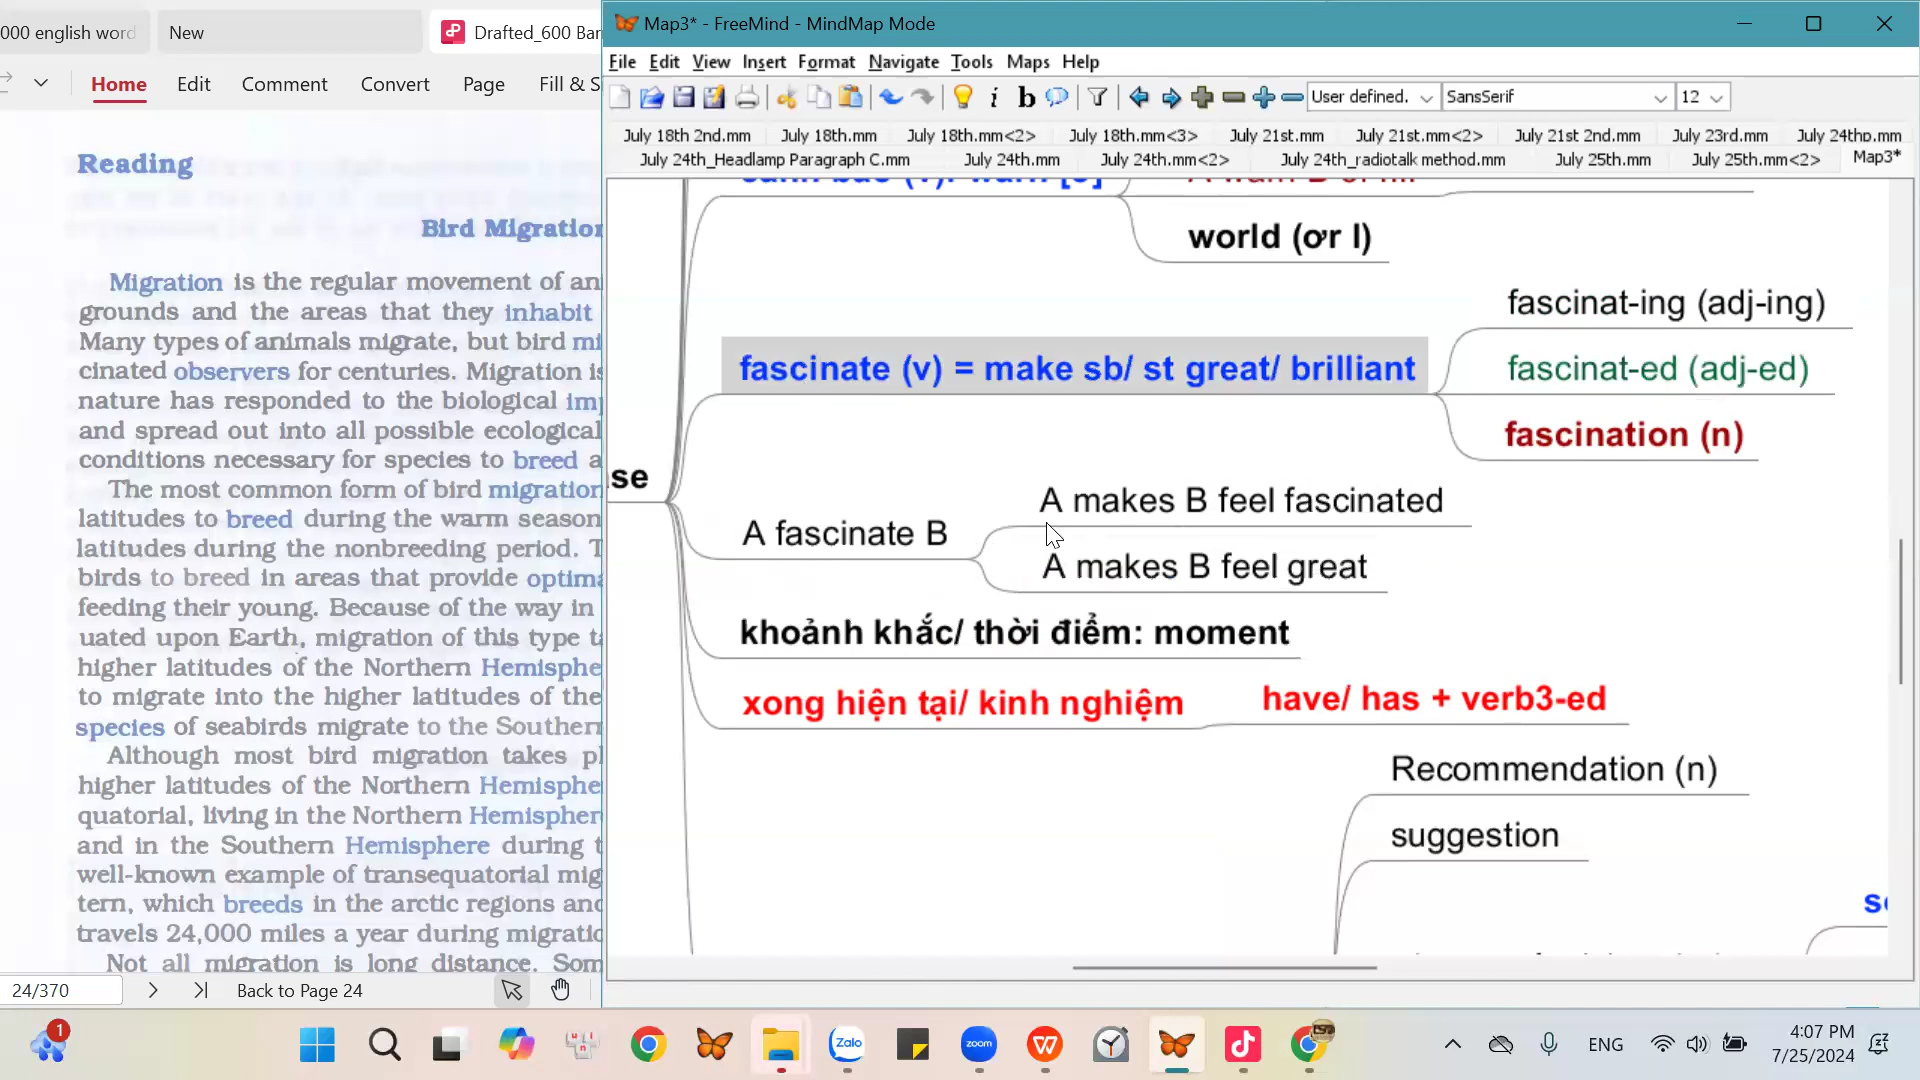 000 english word
New
Drafted_600 Bar
Home
Edit
Comment
Convert
Page
Fill & S
Reading
Bird Migration
Migration is the regular movement of an
grounds and the areas that they inhabit
Many types of animals migrate, but bird mi
cinated observers for centuries. Migration is
nature has responded to the biological imp
and spread out into all possible ecological
conditions necessary for species to breed a
The most common form of bird migration
latitudes to breed during the warm season
latitudes during the nonbreeding period. T
birds to breed in areas that provide optima
feeding their young. Because of the way in
uated upon Earth, migration of this type ta
higher latitudes of the Northern Hemisphe
to migrate into the higher latitudes of the
species of seabirds migrate to the Southern
Although most bird migration takes pl
higher latitudes of the Northern Hemisphe
quatorial, living in the Northern Hemispher
and in the Southern Hemisphere during t
well-known example of transequatorial mig
tern, which breeds in the arctic regions and
travels 24,000 miles a year during migratio
Not all migration is long distance. Som
24/370
Back to Page 24
Map3* - FreeMind - MindMap Mode
File Edit View Insert Format Navigate Tools Maps Help
User defined.
SansSerif
12
July 18th 2nd.mm
July 18th.mm
July 18th.mm<2>
July 18th.mm<3>
July 21st.mm
July 21st.mm<2>
July 21st 2nd.mm
July 23rd.mm
July 24thp.mm
July 24th_Headlamp Paragraph C.mm
July 24th.mm
July 24th.mm<2>
July 24th_radiotalk method.mm
July 25th.mm
July 25th.mm<2>
Map3*
world (ơr l)
fascinate (v) = make sb/ st great/ brilliant
fascinat-ing (adj-ing)
fascinat-ed (adj-ed)
fascination (n)
se
A fascinate B
A makes B feel fascinated
A makes B feel great
khoảnh khắc/ thời điểm: moment
xong hiện tại/ kinh nghiệm
have/ has + verb3-ed
Recommendation (n)
suggestion
1
Zalo
zoom
ENG
4:07 PM
7/25/2024